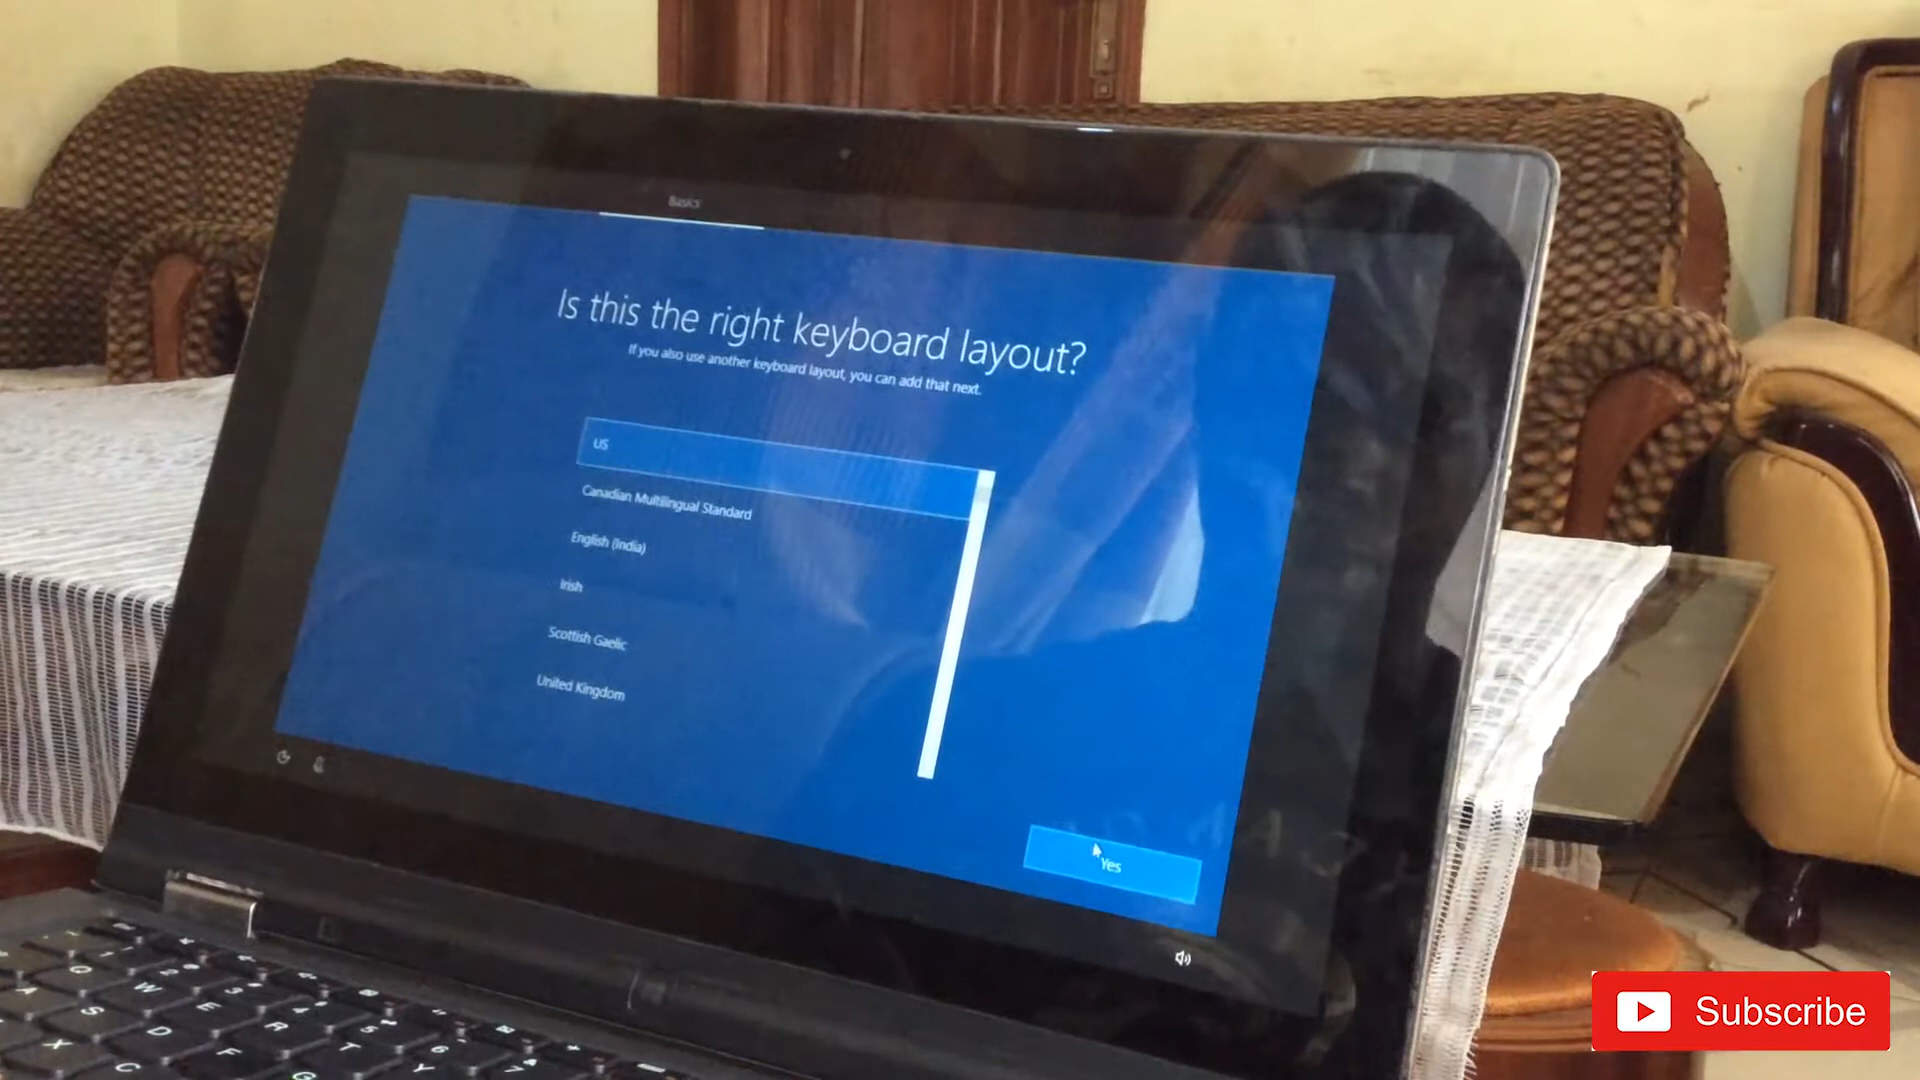 Basics
Is this the right keyboard layout?
If you also use another keyboard layout, you can add that next.
US
Canadian Multilingual Standard
English (India)
Irish
Scottish Gaelic
United Kingdom
Yes
Q W E R T Y
A S D F G
X C
Subscribe